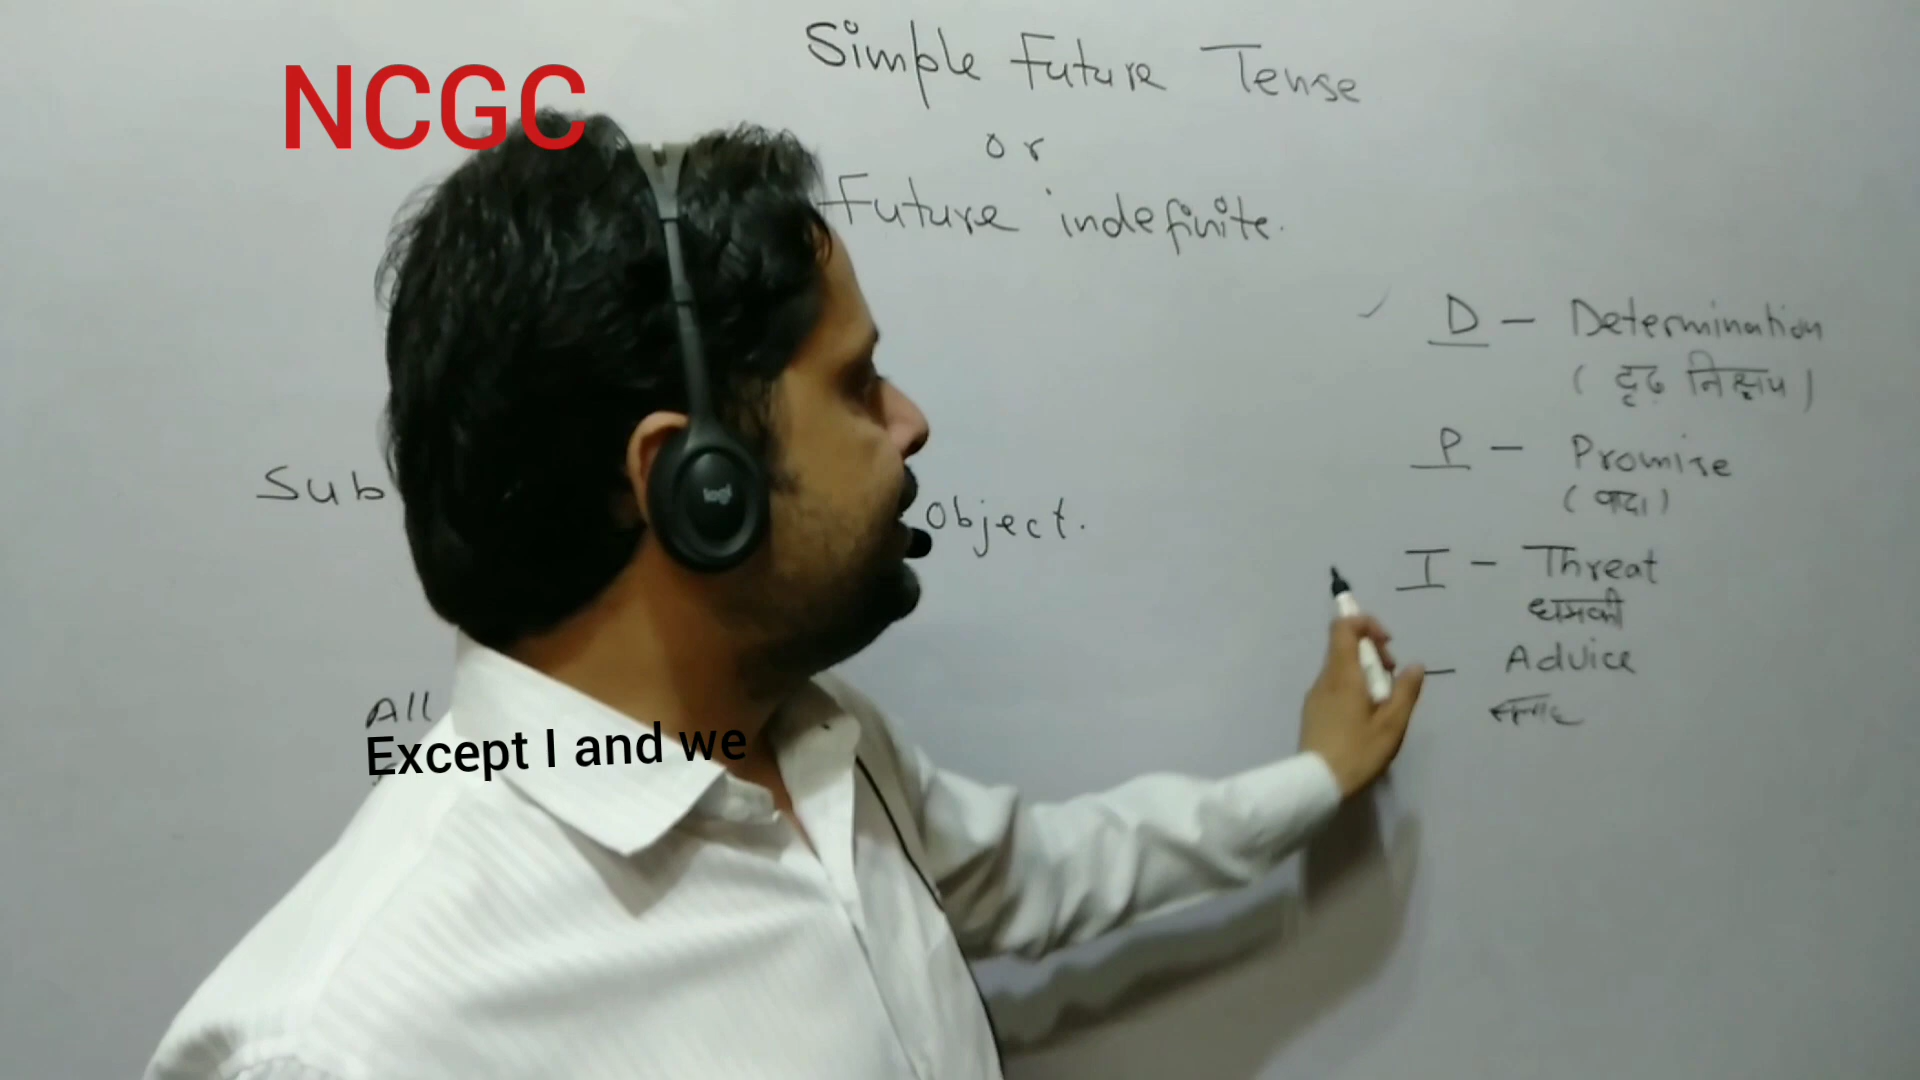 NCGC
Simple Future Tense
or
Future indefinite.
D - Determination
(दृढ़ निश्चय)
P - Promise
(वादा)
Sub
Object.
T - Threat
धमकी
- Advice
All
Except I and we
logi